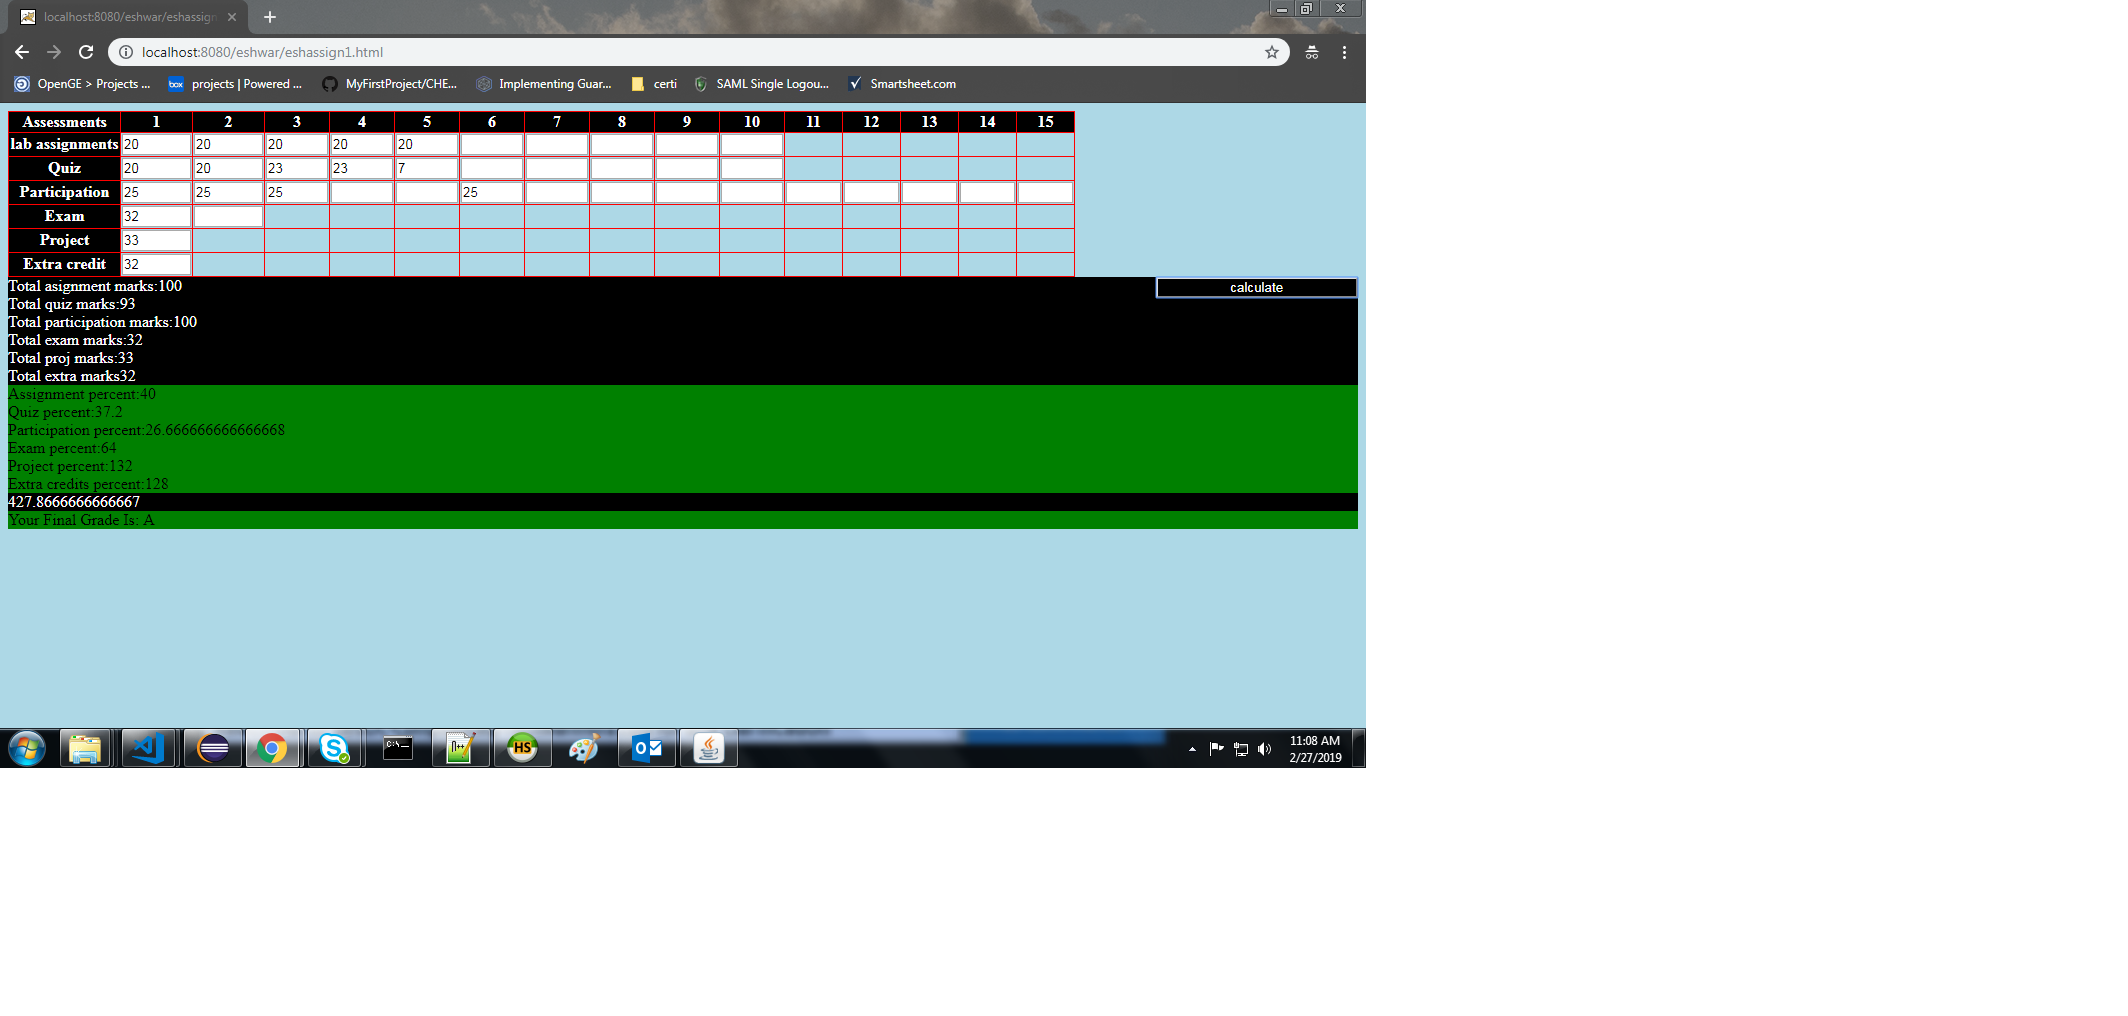 localhost:8080/eshwar/eshassign
localhost:8080/eshwar/eshassign1.html
OpenGE > Projects ... box projects | Powered ... MyFirstProject/CHE... Implementing Guar... certi SAML Single Logou... Smartsheet.com
Assessments 1 2 3 4 5 6 7 8 9 10 11 12 13 14 15
lab assignments 20 20 20 20 20
Quiz 20 20 23 23 7
Participation 25 25 25 25
Exam 32
Project 33
Extra credit 32
calculate
Total asignment marks:100
Total quiz marks:93
Total participation marks:100
Total exam marks:32
Total proj marks:33
Total extra marks32
Assignment percent:40
Quiz percent:37.2
Participation percent:26.666666666666668
Exam percent:64
Project percent:132
Extra credits percent:128
427.8666666666667
Your Final Grade Is: A
11:08 AM
2/27/2019